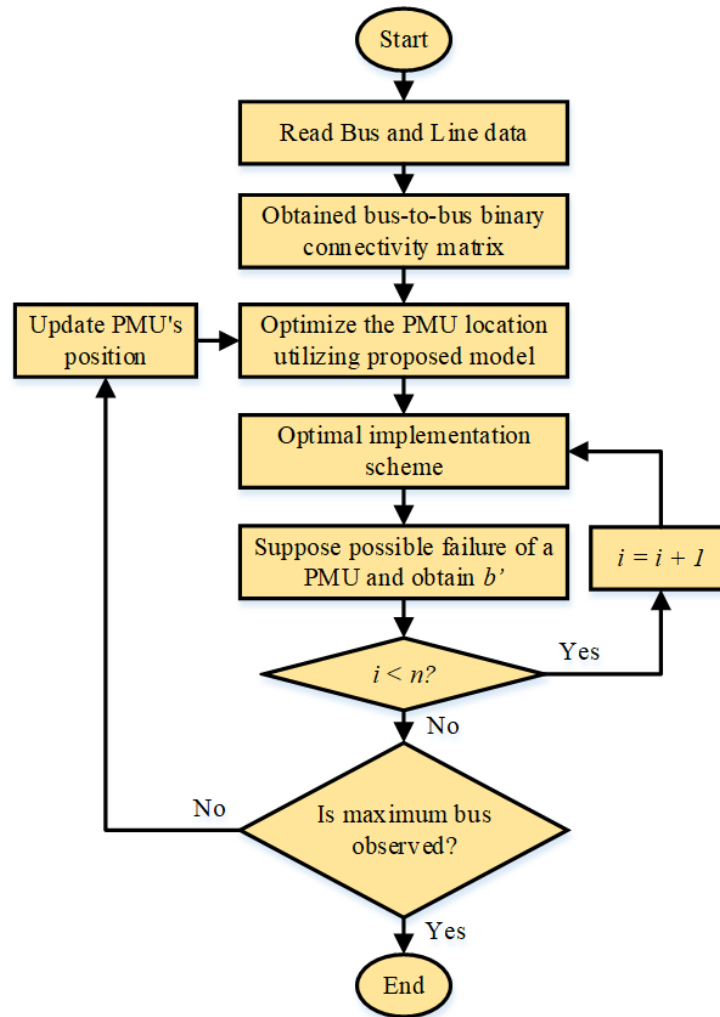 Start
Read Bus and Line data
Obtained bus-to-bus binary
connectivity matrix
Update PMU's
position
Optimize the PMU location
utilizing proposed model
Optimal implementation
scheme
Suppose possible failure of a
PMU and obtain b’
i = i + 1
i < n?
Yes
No
Is maximum bus
observed?
No
Yes
End